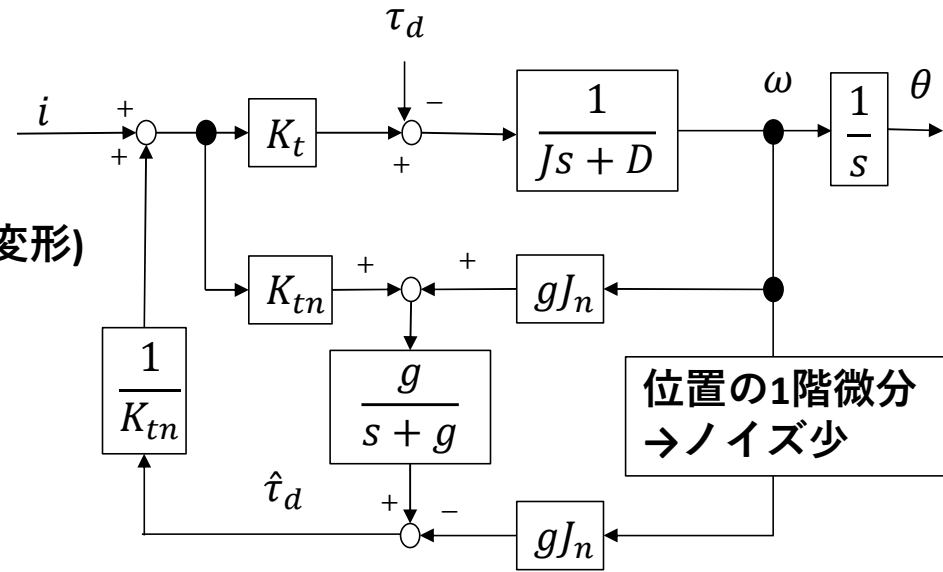 τ_d
i
+
+
K_t
−
+
1
Js + D
ω
1
s
θ
変形)
K_tn
+
+
gJ_n
1
K_tn
g
s + g
位置の1階微分
→ノイズ少
τ̂_d
+
−
gJ_n